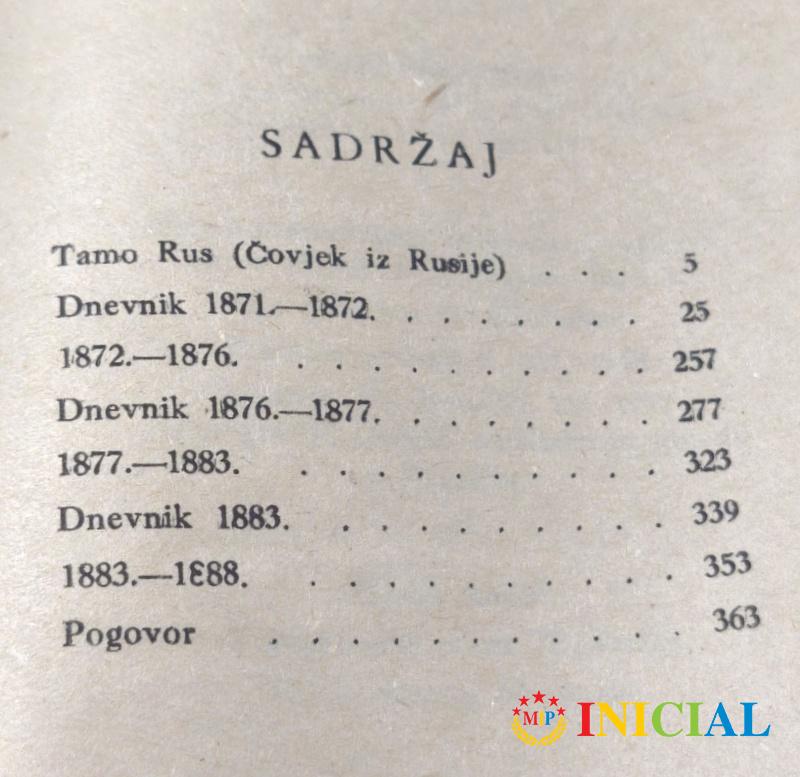 SADRŽAJ
Tamo Rus (Čovjek iz Rusije) . . . 5
Dnevnik 1871.—1872. . . . . . . . 25
1872.—1876. . . . . . . . . . . 257
Dnevnik 1876.—1877. . . . . . . . 277
1877.—1883. . . . . . . . . . . 323
Dnevnik 1883. . . . . . . . . . 339
1883.—1888. . . . . . . . . . . 353
Pogovor . . . . . . . . . . . 363
MIP INICIAL